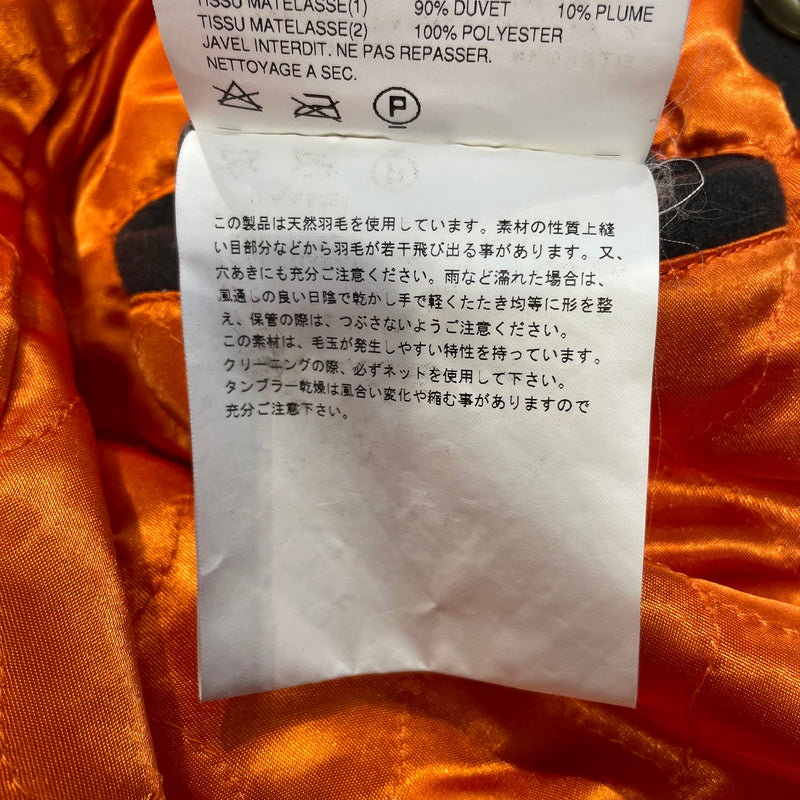 TISSU MATELASSE(1) 90% DUVET 10% PLUME
TISSU MATELASSE(2) 100% POLYESTER
JAVEL INTERDIT. NE PAS REPASSER.
NETTOYAGE A SEC.
P
この製品は天然羽毛を使用しています。素材の性質上縫
い目部分などから羽毛が若干飛び出る事があります。又、
穴あきにも充分ご注意ください。雨など濡れた場合は、
風通しの良い日陰で乾かし手で軽くたたき均等に形を整
え、保管の際は、つぶさないようご注意ください。
この素材は、毛玉が発生しやすい特性を持っています。
クリーニングの際、必ずネットを使用して下さい。
タンブラー乾燥は風合い変化や縮む事がありますので
充分ご注意下さい。